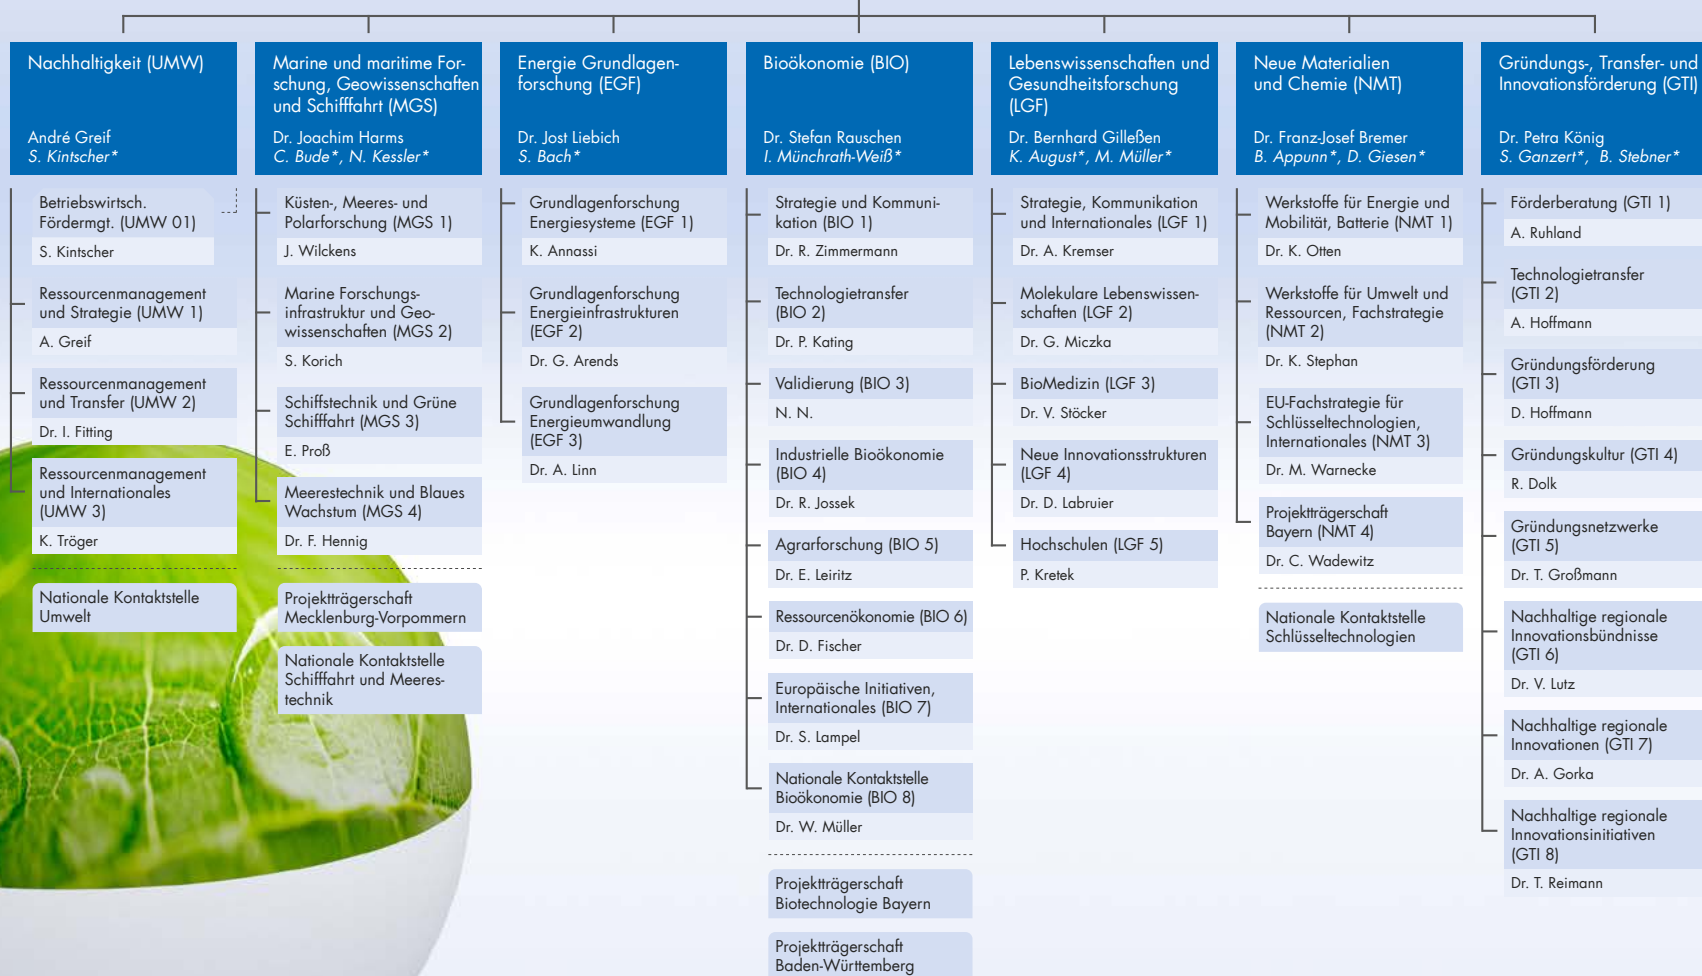 Nachhaltigkeit (UMW)
André Greif
S. Kintscher*
Betriebswirtsch.
Fördermgt. (UMW 01)
S. Kintscher
Ressourcenmanagement
und Strategie (UMW 1)
A. Greif
Ressourcenmanagement
und Transfer (UMW 2)
Dr. I. Fitting
Ressourcenmanagement
und Internationales
(UMW 3)
K. Tröger
Nationale Kontaktstelle
Umwelt
Marine und maritime For-
schung, Geowissenschaften
und Schifffahrt (MGS)
Dr. Joachim Harms
C. Bude*, N. Kessler*
Küsten-, Meeres- und
Polarforschung (MGS 1)
J. Wilckens
Marine Forschungs-
infrastruktur und Geo-
wissenschaften (MGS 2)
S. Korich
Schiffstechnik und Grüne
Schifffahrt (MGS 3)
E. Proß
Meerestechnik und Blaues
Wachstum (MGS 4)
Dr. F. Hennig
Projektträgerschaft
Mecklenburg-Vorpommern
Nationale Kontaktstelle
Schifffahrt und Meeres-
technik
Energie Grundlagen-
forschung (EGF)
Dr. Jost Liebich
S. Bach*
Grundlagenforschung
Energiesysteme (EGF 1)
K. Annassi
Grundlagenforschung
Energieinfrastrukturen
(EGF 2)
Dr. G. Arends
Grundlagenforschung
Energieumwandlung
(EGF 3)
Dr. A. Linn
Bioökonomie (BIO)
Dr. Stefan Rauschen
I. Münchrath-Weiß*
Strategie und Kommuni-
kation (BIO 1)
Dr. R. Zimmermann
Technologietransfer
(BIO 2)
Dr. P. Kating
Validierung (BIO 3)
N. N.
Industrielle Bioökonomie
(BIO 4)
Dr. R. Jossek
Agrarforschung (BIO 5)
Dr. E. Leiritz
Ressourcenökonomie (BIO 6)
Dr. D. Fischer
Europäische Initiativen,
Internationales (BIO 7)
Dr. S. Lampel
Nationale Kontaktstelle
Bioökonomie (BIO 8)
Dr. W. Müller
Projektträgerschaft
Biotechnologie Bayern
Projektträgerschaft
Baden-Württemberg
Lebenswissenschaften und
Gesundheitsforschung
(LGF)
Dr. Bernhard Gilleßen
K. August*, M. Müller*
Strategie, Kommunikation
und Internationales (LGF 1)
Dr. A. Kremser
Molekulare Lebenswissen-
schaften (LGF 2)
Dr. G. Miczka
BioMedizin (LGF 3)
Dr. V. Stöcker
Neue Innovationsstrukturen
(LGF 4)
Dr. D. Labruier
Hochschulen (LGF 5)
P. Kretek
Neue Materialien
und Chemie (NMT)
Dr. Franz-Josef Bremer
B. Appunn*, D. Giesen*
Werkstoffe für Energie und
Mobilität, Batterie (NMT 1)
Dr. K. Otten
Werkstoffe für Umwelt und
Ressourcen, Fachstrategie
(NMT 2)
Dr. K. Stephan
EU-Fachstrategie für
Schlüsseltechnologien,
Internationales (NMT 3)
Dr. M. Warnecke
Projektträgerschaft
Bayern (NMT 4)
Dr. C. Wadewitz
Nationale Kontaktstelle
Schlüsseltechnologien
Gründungs-, Transfer- und
Innovationsförderung (GTI)
Dr. Petra König
S. Ganzert*, B. Stebner*
Förderberatung (GTI 1)
A. Ruhland
Technologietransfer
(GTI 2)
A. Hoffmann
Gründungsförderung
(GTI 3)
D. Hoffmann
Gründungskultur (GTI 4)
R. Dolk
Gründungsnetzwerke
(GTI 5)
Dr. T. Großmann
Nachhaltige regionale
Innovationsbündnisse
(GTI 6)
Dr. V. Lutz
Nachhaltige regionale
Innovationen (GTI 7)
Dr. A. Gorka
Nachhaltige regionale
Innovationsinitiativen
(GTI 8)
Dr. T. Reimann